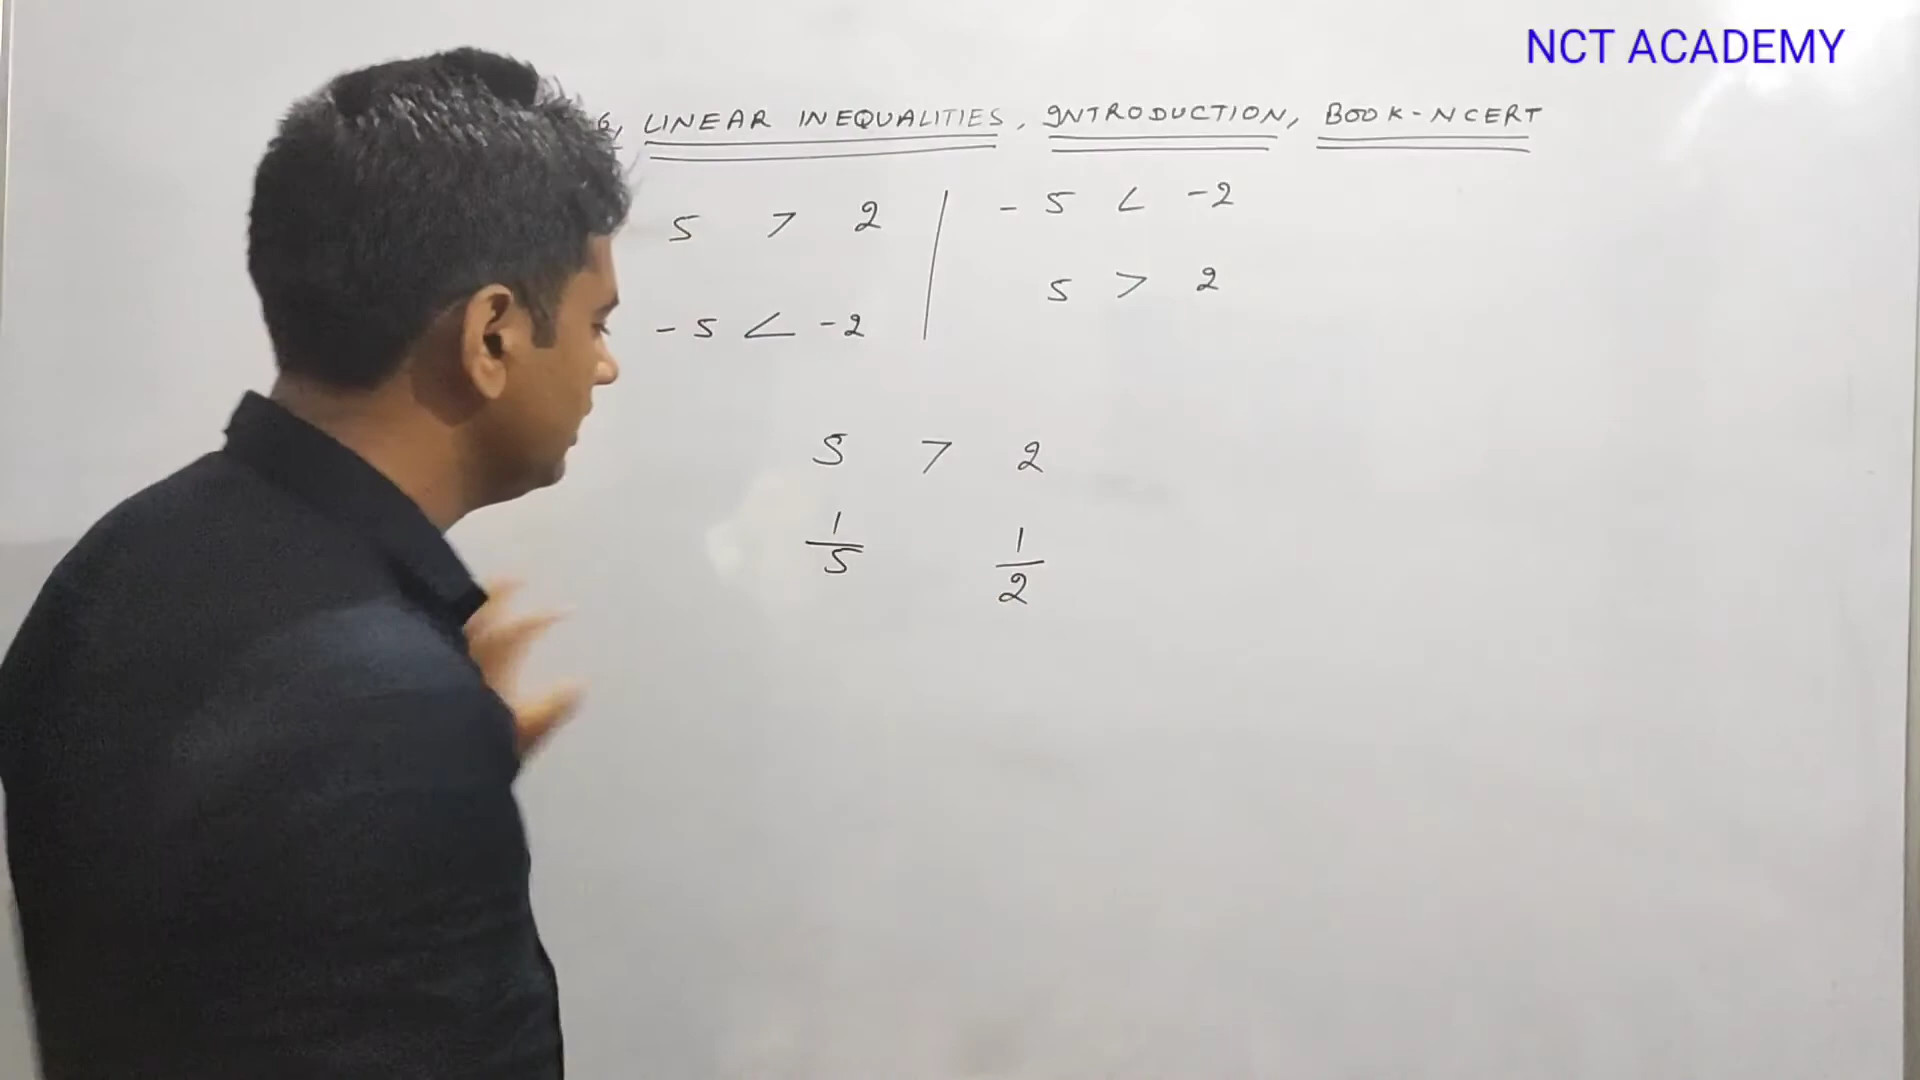 NCT ACADEMY
6, LINEAR INEQUALITIES, INTRODUCTION, BOOK-NCERT
5 > 2
-5 < -2
-5 < -2
5 > 2
5 > 2
1/5 1/2